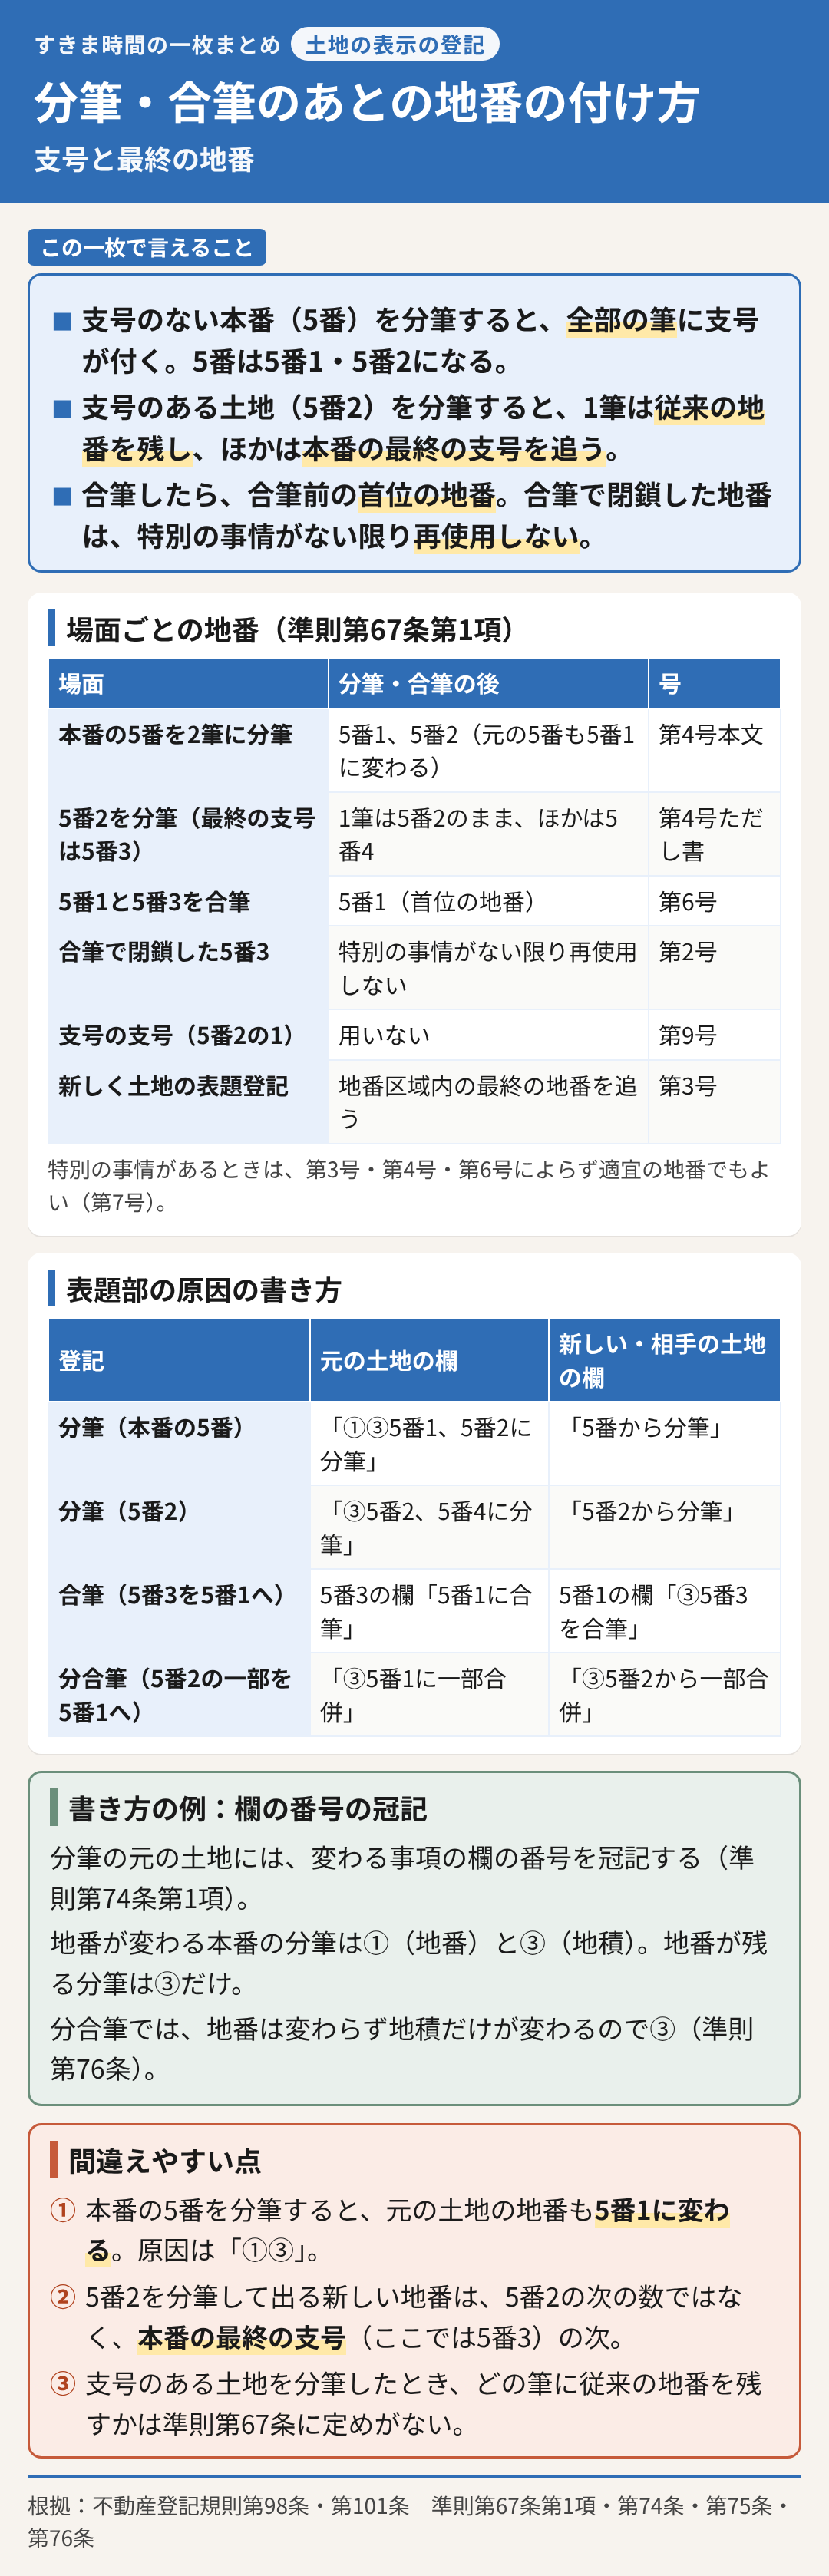 すきま時間の一枚まとめ 土地の表示の登記
分筆・合筆のあとの地番の付け方
支号と最終の地番
この一枚で言えること
■ 支号のない本番（5番）を分筆すると、全部の筆に支号
が付く。5番は5番1・5番2になる。
■ 支号のある土地（5番2）を分筆すると、1筆は従来の地
番を残し、ほかは本番の最終の支号を追う。
■ 合筆したら、合筆前の首位の地番。合筆で閉鎖した地番
は、特別の事情がない限り再使用しない。
場面ごとの地番（準則第67条第1項）
場面 分筆・合筆の後 号
本番の5番を2筆に分筆 5番1、5番2（元の5番も5番1 第4号本文
に変わる）
5番2を分筆（最終の支号 1筆は5番2のまま、ほかは5 第4号ただ
は5番3） 番4 し書
5番1と5番3を合筆 5番1（首位の地番） 第6号
合筆で閉鎖した5番3 特別の事情がない限り再使用 第2号
しない
支号の支号（5番2の1） 用いない 第9号
新しく土地の表題登記 地番区域内の最終の地番を追 第3号
う
特別の事情があるときは、第3号・第4号・第6号によらず適宜の地番でもよ
い（第7号）。
表題部の原因の書き方
登記 元の土地の欄 新しい・相手の土地
の欄
分筆（本番の5番） 「①③5番1、5番2に 「5番から分筆」
分筆」
分筆（5番2） 「③5番2、5番4に分 「5番2から分筆」
筆」
合筆（5番3を5番1へ） 5番3の欄「5番1に合 5番1の欄「③5番3
筆」 を合筆」
分合筆（5番2の一部を 「③5番1に一部合 「③5番2から一部合
5番1へ） 併」 併」
書き方の例：欄の番号の冠記
分筆の元の土地には、変わる事項の欄の番号を冠記する（準
則第74条第1項）。
地番が変わる本番の分筆は①（地番）と③（地積）。地番が残
る分筆は③だけ。
分合筆では、地番は変わらず地積だけが変わるので③（準則
第76条）。
間違えやすい点
① 本番の5番を分筆すると、元の土地の地番も5番1に変わ
る。原因は「①③」。
② 5番2を分筆して出る新しい地番は、5番2の次の数ではな
く、本番の最終の支号（ここでは5番3）の次。
③ 支号のある土地を分筆したとき、どの筆に従来の地番を残
すかは準則第67条に定めがない。
根拠：不動産登記規則第98条・第101条　準則第67条第1項・第74条・第75条・
第76条